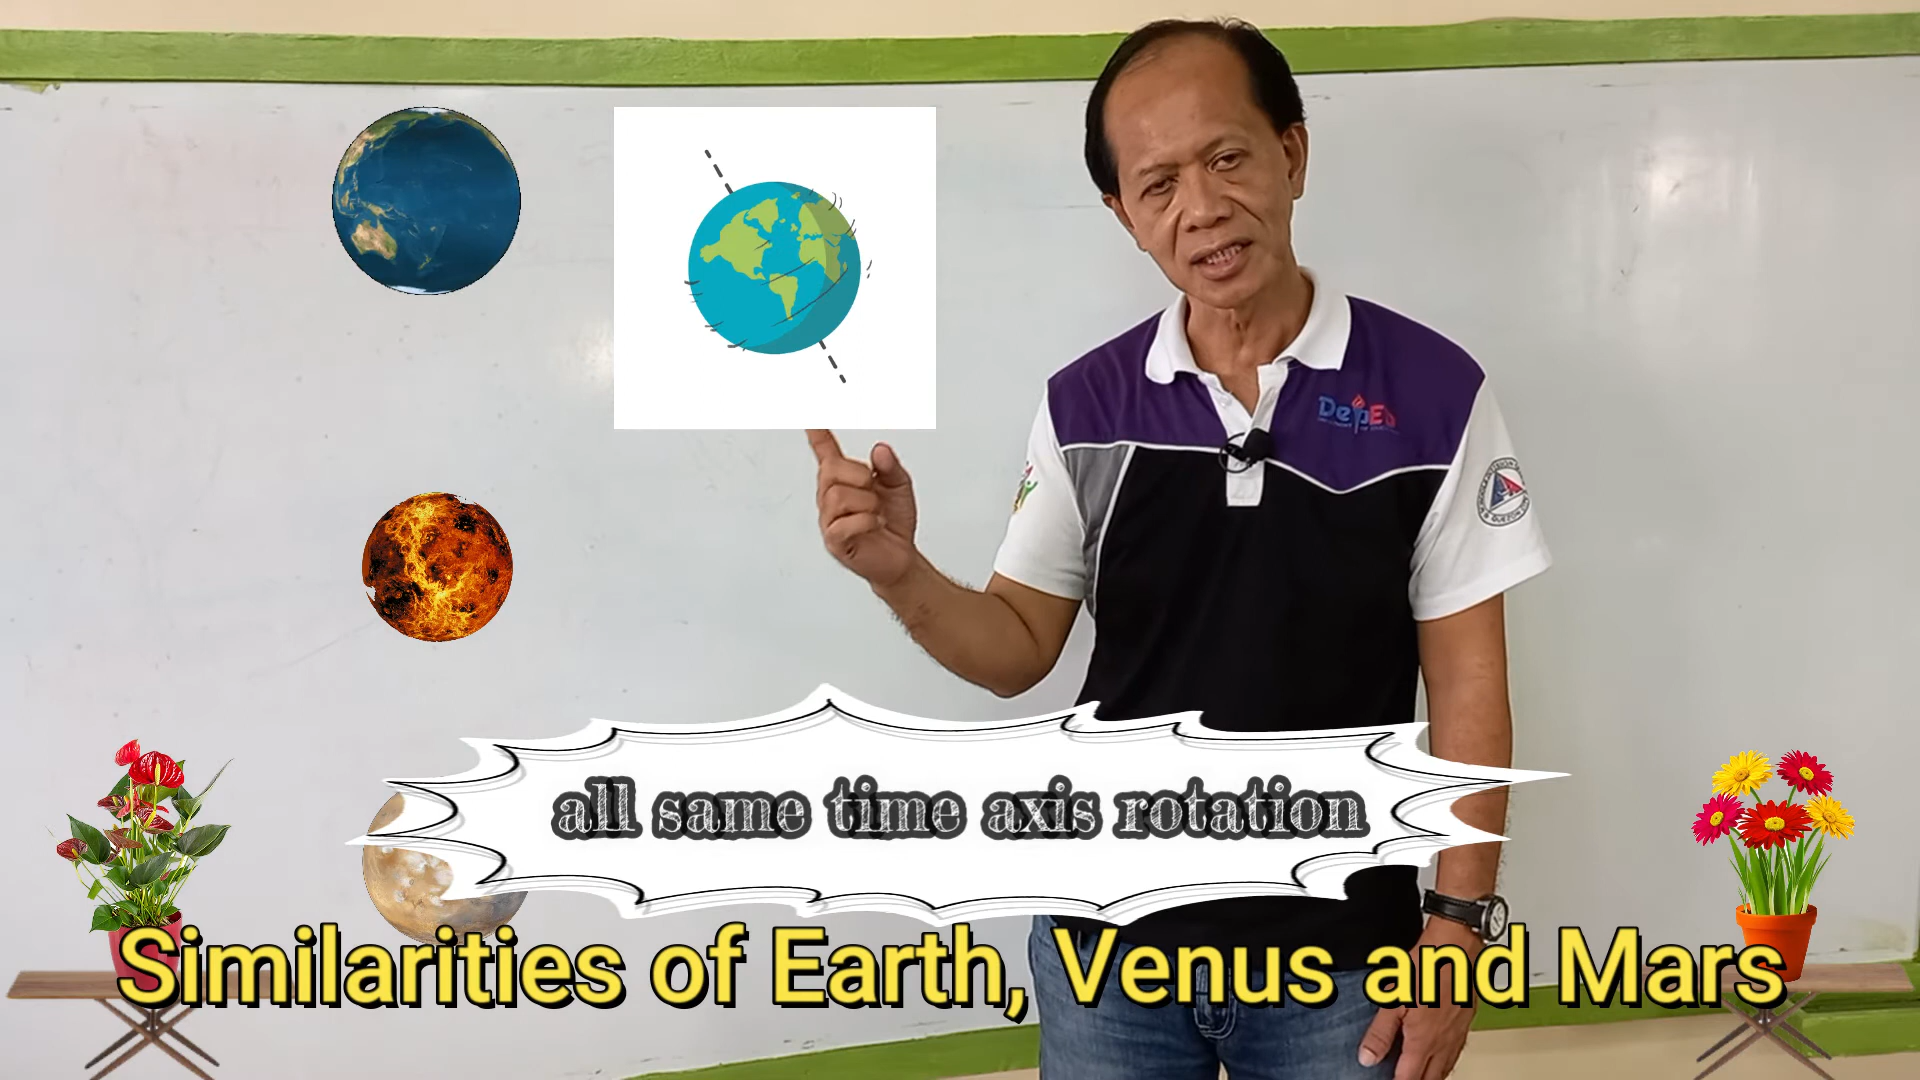 DepEd
all same time axis rotation
Similarities of Earth, Venus and Mars